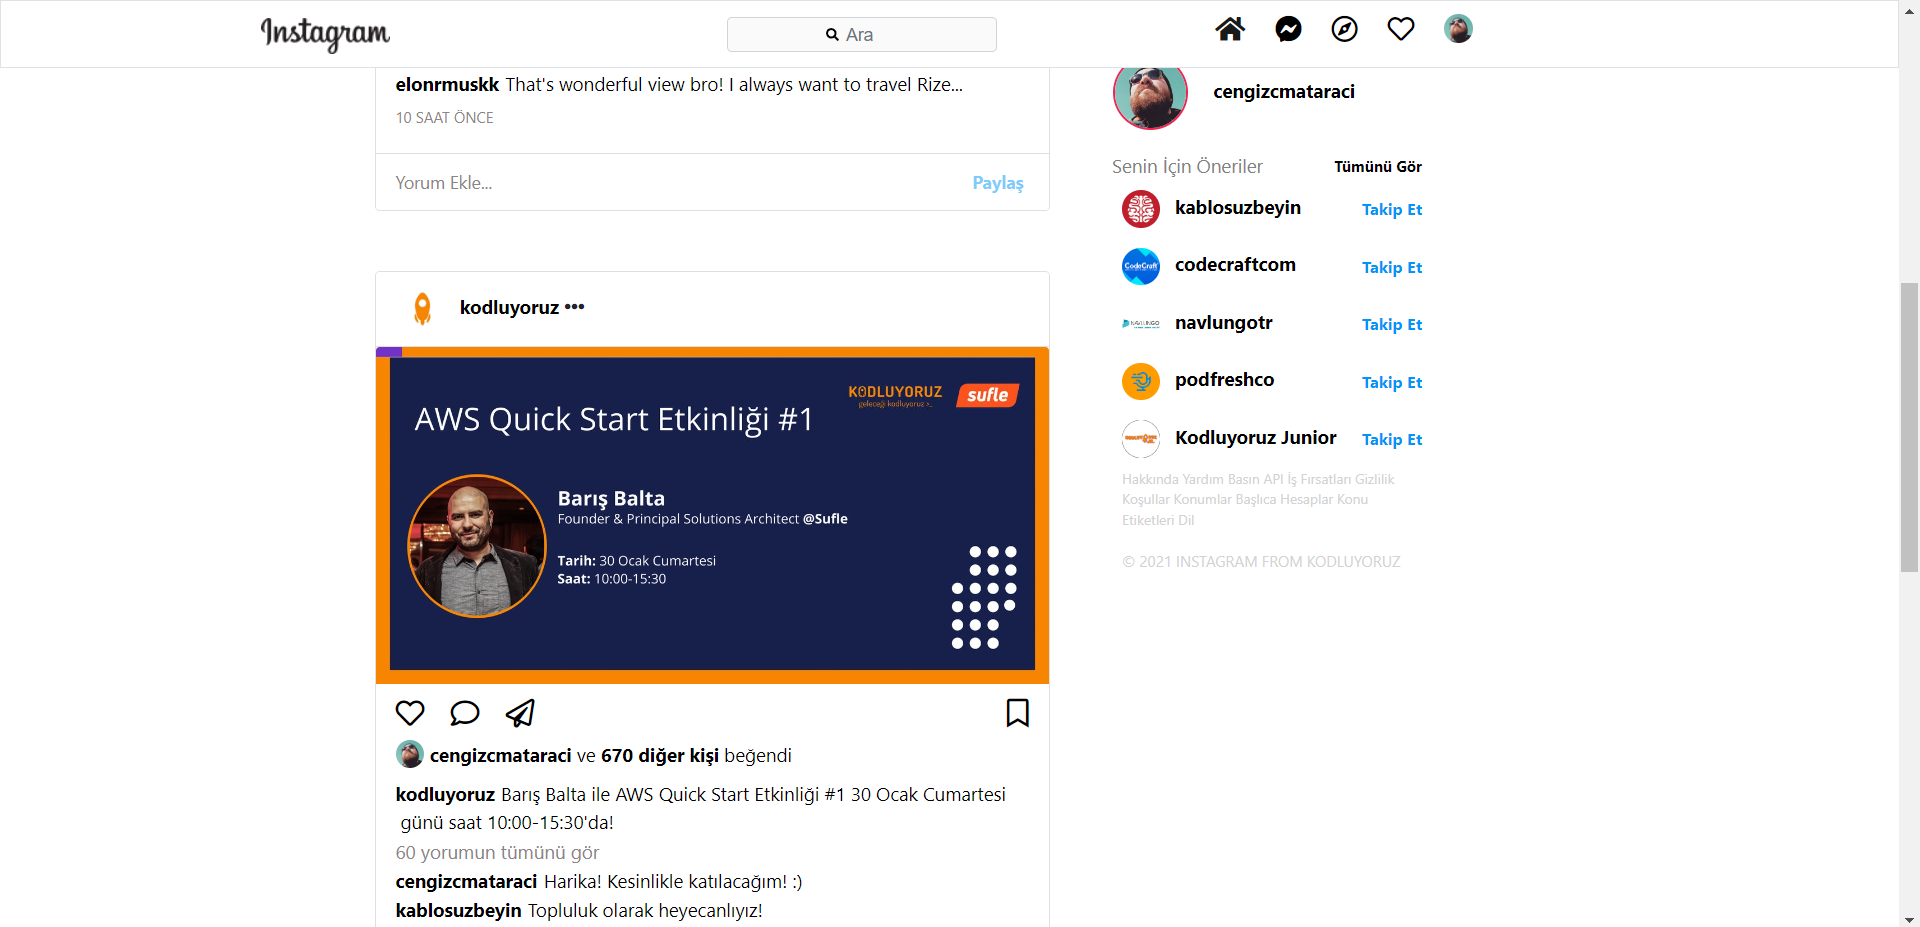 Instagram
Ara
elonrmuskk That's wonderful view bro! I always want to travel Rize...
10 SAAT ÖNCE
Yorum Ekle...
Paylaş
kodluyoruz •••
KODLUYORUZ
geleceği kodluyoruz >_
sufle
AWS Quick Start Etkinliği #1
Barış Balta
Founder & Principal Solutions Architect @Sufle
Tarih: 30 Ocak Cumartesi
Saat: 10:00-15:30
cengizcmataraci ve 670 diğer kişi beğendi
kodluyoruz Barış Balta ile AWS Quick Start Etkinliği #1 30 Ocak Cumartesi
günü saat 10:00-15:30'da!
60 yorumun tümünü gör
cengizcmataraci Harika! Kesinlikle katılacağım! :)
kablosuzbeyin Topluluk olarak heyecanlıyız!
cengizcmataraci
Senin İçin Öneriler
Tümünü Gör
kablosuzbeyin
Takip Et
CodeCraft
codecraftcom
Takip Et
NAVLUNGO
navlungotr
Takip Et
podfreshco
Takip Et
Kodluyoruz Junior
Takip Et
Hakkında Yardım Basın API İş Fırsatları Gizlilik
Koşullar Konumlar Başlıca Hesaplar Konu
Etiketleri Dil
© 2021 INSTAGRAM FROM KODLUYORUZ